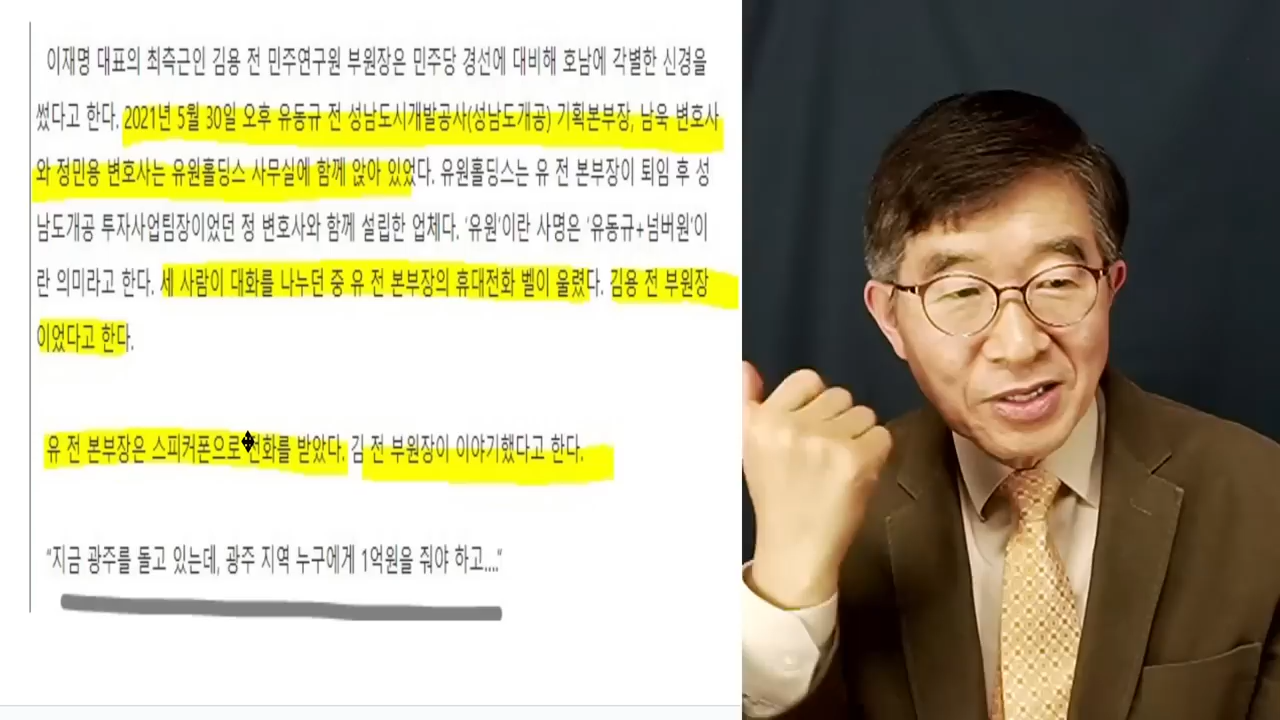 이재명 대표의 최측근인 김용 전 민주연구원 부원장은 민주당 경선에 대비해 호남에 각별한 신경을
썼다고 한다. 2021년 5월 30일 오후 유동규 전 성남도시개발공사(성남도개공) 기획본부장, 남욱 변호사
와 정민용 변호사는 유원홀딩스 사무실에 함께 앉아 있었다. 유원홀딩스는 유 전 본부장이 퇴임 후 성
남도개공 투자사업팀장이었던 정 변호사와 함께 설립한 업체다. '유원'이란 사명은 '유동규+넘버원'이
란 의미라고 한다. 세 사람이 대화를 나누던 중 유 전 본부장의 휴대전화 벨이 울렸다. 김용 전 부원장
이었다고 한다.
유 전 본부장은 스피커폰으로 전화를 받았다. 김 전 부원장이 이야기했다고 한다.
"지금 광주를 돌고 있는데, 광주 지역 누구에게 1억원을 줘야 하고...."